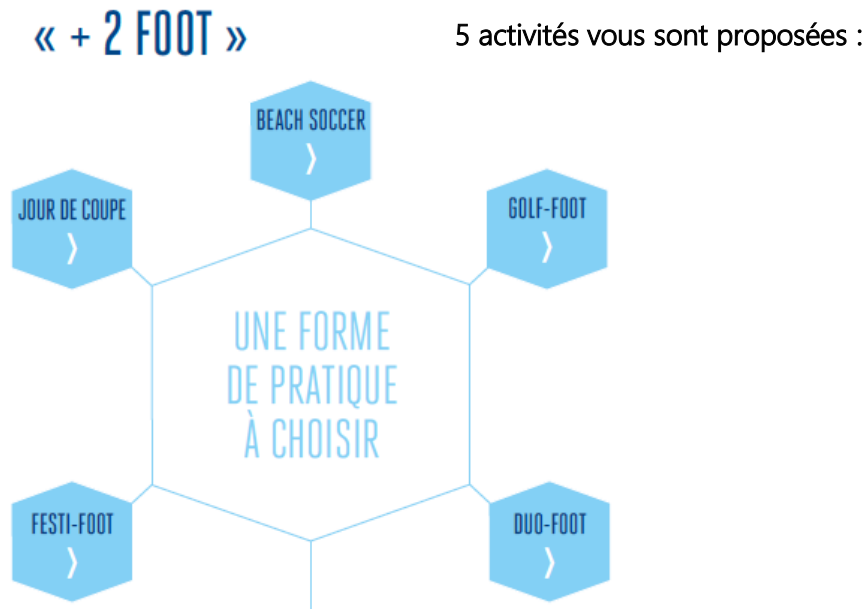 « + 2 FOOT »
5 activités vous sont proposées :
BEACH SOCCER
JOUR DE COUPE
GOLF-FOOT
UNE FORME
DE PRATIQUE
À CHOISIR
FESTI-FOOT
DUO-FOOT